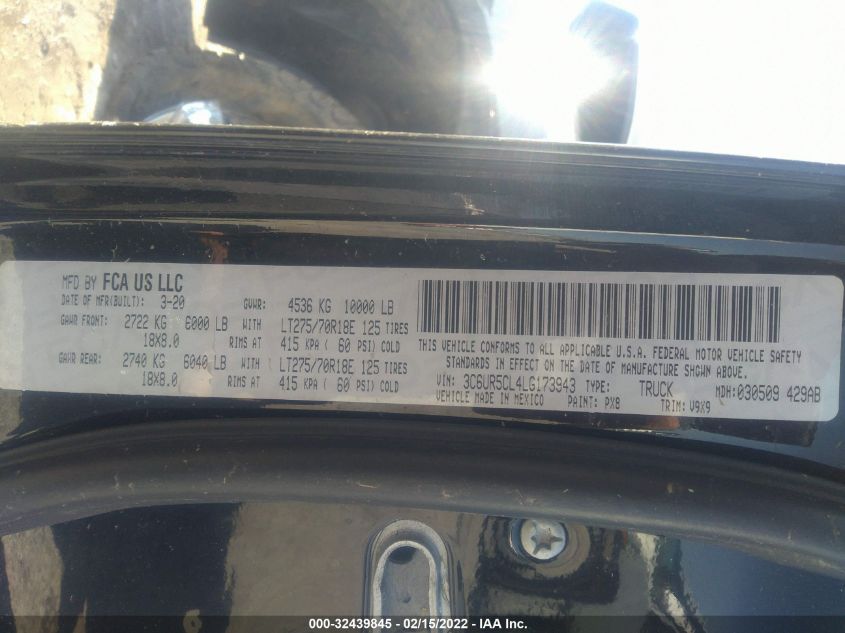 MFD BY FCA US LLC
DATE OF MFR(BUILT): 3-20 GVWR: 4536 KG 10000 LB
GAWR FRONT: 2722 KG 6000 LB WITH LT275/70R18E 125 TIRES
18X8.0 RIMS AT 415 KPA ( 60 PSI) COLD
GAWR REAR: 2740 KG 6040 LB WITH LT275/70R18E 125 TIRES
18X8.0 RIMS AT 415 KPA ( 60 PSI) COLD
THIS VEHICLE CONFORMS TO ALL APPLICABLE U.S.A. FEDERAL MOTOR VEHICLE SAFETY
STANDARDS IN EFFECT ON THE DATE OF MANUFACTURE SHOWN ABOVE.
VIN: 3C6UR5CL4LG173943 TYPE: TRUCK MDH: 030509 429AB
VEHICLE MADE IN MEXICO PAINT: PX8 TRIM: V9X9
000-32439845 - 02/15/2022 - IAA Inc.